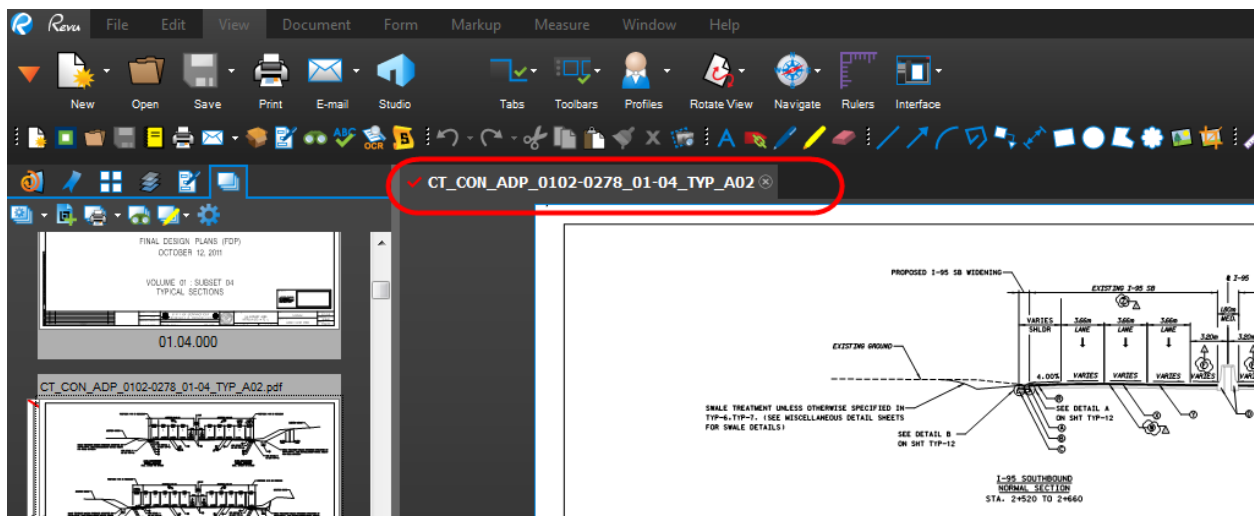 Revu File Edit View Document Form Markup Measure Window Help
New Open Save Print E-mail Studio Tabs Toolbars Profiles Rotate View Navigate Rulers Interface
ABC
OCR
CT_CON_ADP_0102-0278_01-04_TYP_A02
FINAL DESIGN PLANS (FDP)
OCTOBER 12, 2011
VOLUME 01 : SUBSET 04
TYPICAL SECTIONS
01.04.000
CT_CON_ADP_0102-0278_01-04_TYP_A02.pdf
PROPOSED I-95 SB WIDENING
EXISTING I-95 SB
VARIES
SHLDR
3.66m
LANE
3.66m
LANE
3.66m
LANE
1.80m
MED.
3.20m
EXISTING GROUND
4.00%
VARIES VARIES VARIES VARIES
SWALE TREATMENT UNLESS OTHERWISE SPECIFIED IN
TYP-6,TYP-7. (SEE MISCELLANEOUS DETAIL SHEETS
FOR SWALE DETAILS)
SEE DETAIL A
ON SHT TYP-12
SEE DETAIL B
ON SHT TYP-12
I-95 SOUTHBOUND
NORMAL SECTION
STA. 2+520 TO 2+660